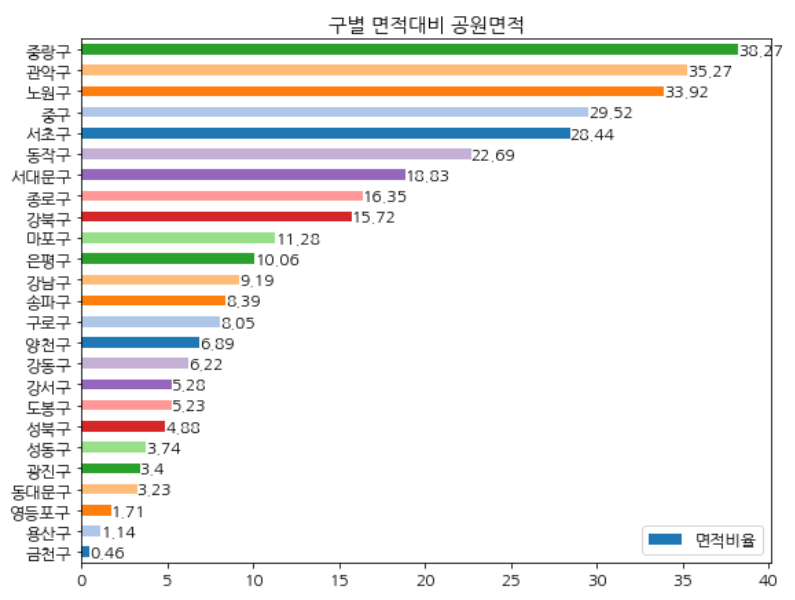 구별 면적대비 공원면적
중랑구 38.27
관악구 35.27
노원구 33.92
중구 29.52
서초구 28.44
동작구 22.69
서대문구 18.83
종로구 16.35
강북구 15.72
마포구 11.28
은평구 10.06
강남구 9.19
송파구 8.39
구로구 8.05
양천구 6.89
강동구 6.22
강서구 5.28
도봉구 5.23
성북구 4.88
성동구 3.74
광진구 3.4
동대문구 3.23
영등포구 1.71
용산구 1.14
금천구 0.46
면적비율
0 5 10 15 20 25 30 35 40